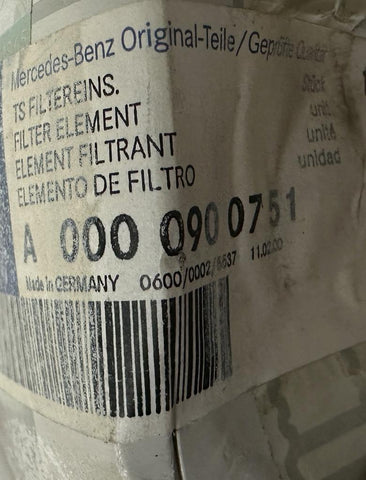 Mercedes-Benz Original-Teile/Geprüfte Qualität
Stück
TS FILTEREINS.
unit
FILTER ELEMENT
unité
ELEMENT FILTRANT
unidad
ELEMENTO DE FILTRO
A 000 090 0751
Made in GERMANY 0600/0002/5537 11.02.00